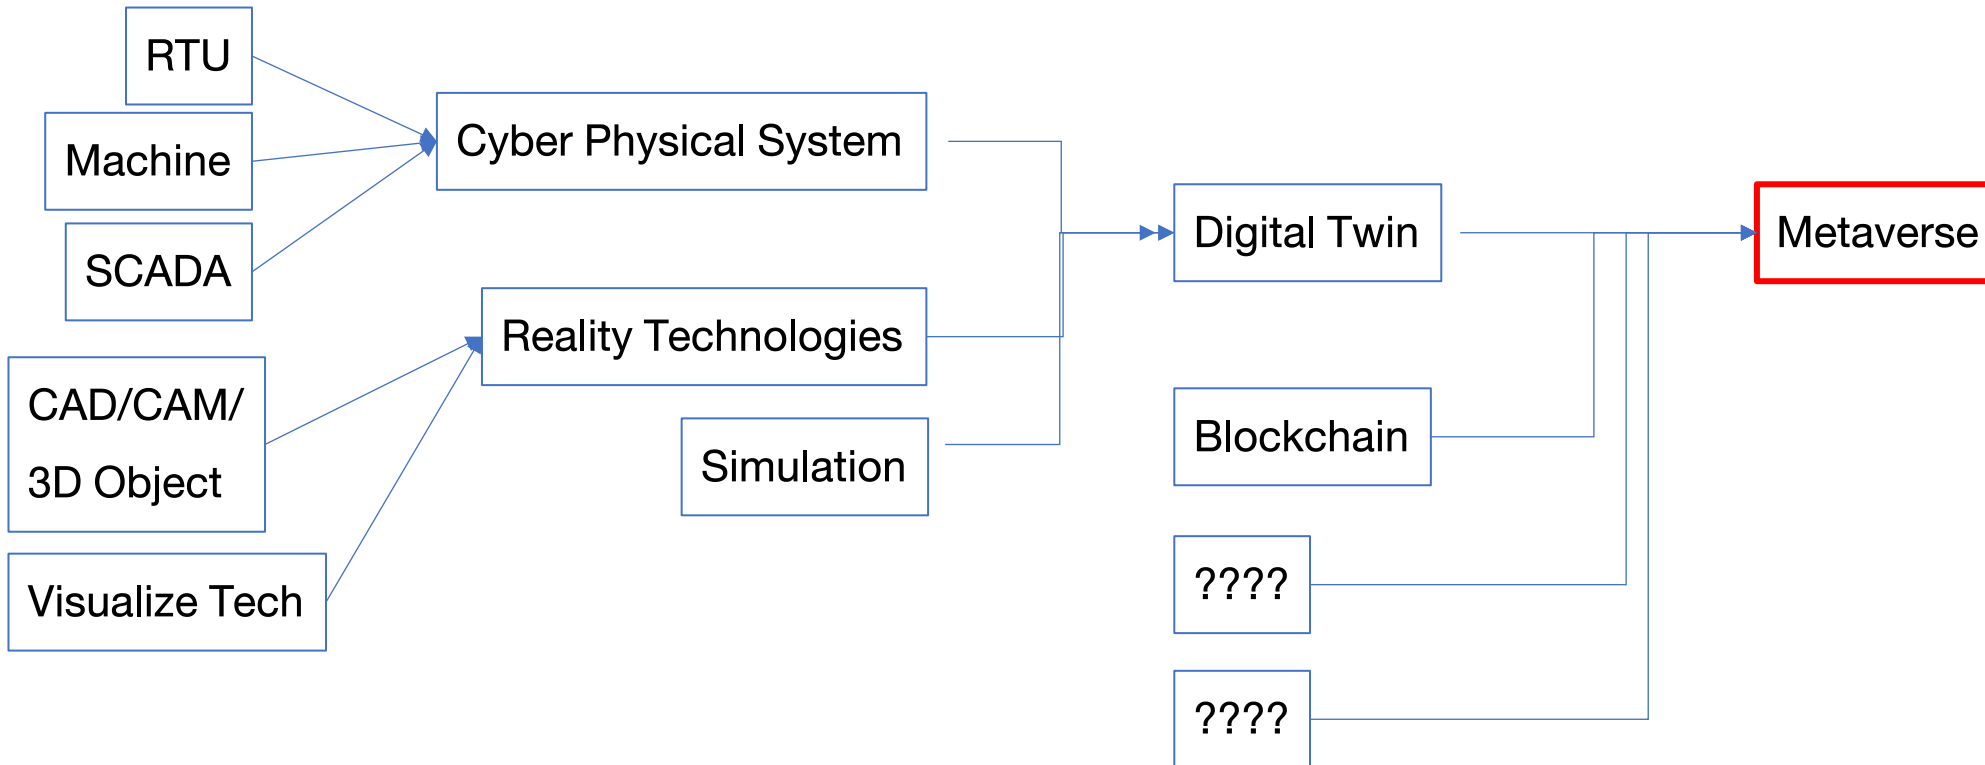 RTU
Machine
SCADA
CAD/CAM/
3D Object
Visualize Tech
Cyber Physical System
Reality Technologies
Simulation
Digital Twin
Blockchain
????
????
Metaverse